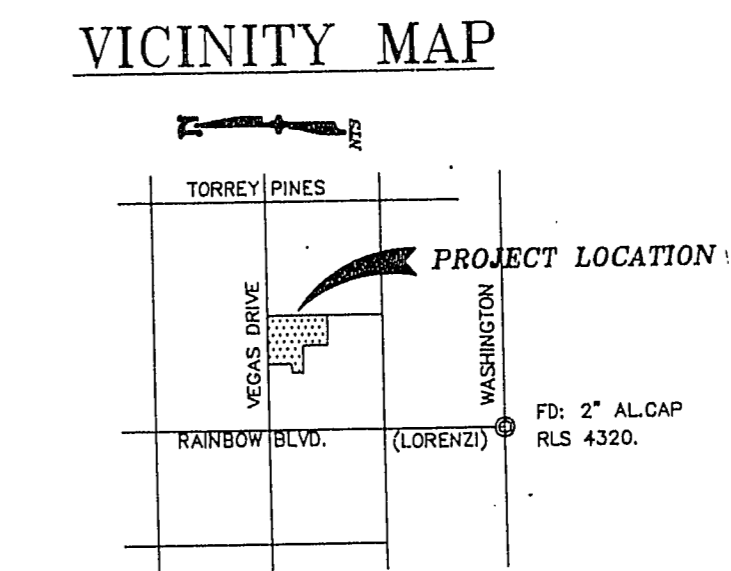 VICINITY MAP
NTS
TORREY PINES
PROJECT LOCATION
VEGAS DRIVE
WASHINGTON
FD: 2" AL.CAP
RLS 4320.
RAINBOW BLVD.
(LORENZI)